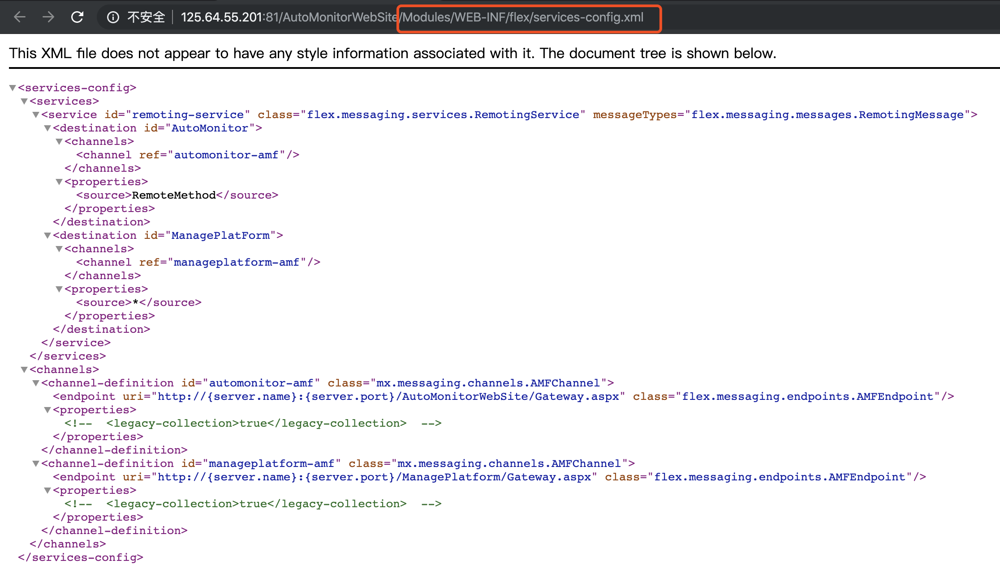 不安全 125.64.55.201:81/AutoMonitorWebSite/Modules/WEB-INF/flex/services-config.xml
This XML file does not appear to have any style information associated with it. The document tree is shown below.
▼<services-config>
▼<services>
▼<service id="remoting-service" class="flex.messaging.services.RemotingService" messageTypes="flex.messaging.messages.RemotingMessage">
▼<destination id="AutoMonitor">
▼<channels>
<channel ref="automonitor-amf"/>
</channels>
▼<properties>
<source>RemoteMethod</source>
</properties>
</destination>
▼<destination id="ManagePlatForm">
▼<channels>
<channel ref="manageplatform-amf"/>
</channels>
▼<properties>
<source>*</source>
</properties>
</destination>
</service>
</services>
▼<channels>
▼<channel-definition id="automonitor-amf" class="mx.messaging.channels.AMFChannel">
<endpoint uri="http://{server.name}:{server.port}/AutoMonitorWebSite/Gateway.aspx" class="flex.messaging.endpoints.AMFEndpoint"/>
▼<properties>
<!-- <legacy-collection>true</legacy-collection> -->
</properties>
</channel-definition>
▼<channel-definition id="manageplatform-amf" class="mx.messaging.channels.AMFChannel">
<endpoint uri="http://{server.name}:{server.port}/ManagePlatform/Gateway.aspx" class="flex.messaging.endpoints.AMFEndpoint"/>
▼<properties>
<!-- <legacy-collection>true</legacy-collection> -->
</properties>
</channel-definition>
</channels>
</services-config>